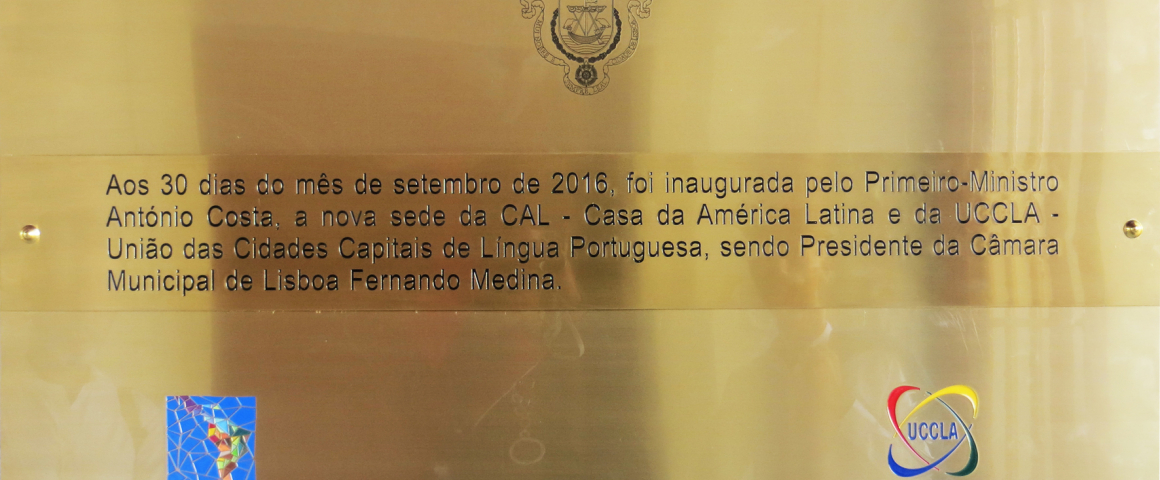 Aos 30 dias do mês de setembro de 2016, foi inaugurada pelo Primeiro-Ministro
António Costa, a nova sede da CAL - Casa da América Latina e da UCCLA -
União das Cidades Capitais de Língua Portuguesa, sendo Presidente da Câmara
Municipal de Lisboa Fernando Medina.
UCCLA